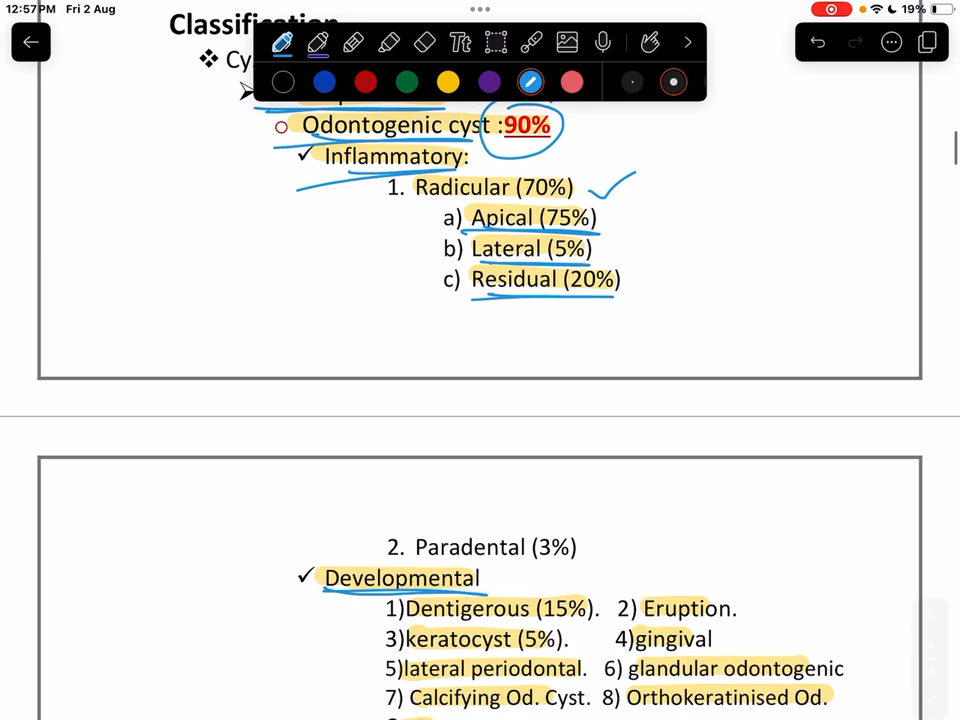 12:57 PM Fri 2 Aug
19%
Classification
Tt
❖ Cy
➤
○ Odontogenic cyst :90%
✓ Inflammatory:
1. Radicular (70%)
a) Apical (75%)
b) Lateral (5%)
c) Residual (20%)
2. Paradental (3%)
✓ Developmental
1)Dentigerous (15%). 2) Eruption.
3)keratocyst (5%). 4)gingival
5)lateral periodontal. 6) glandular odontogenic
7) Calcifying Od. Cyst. 8) Orthokeratinised Od.